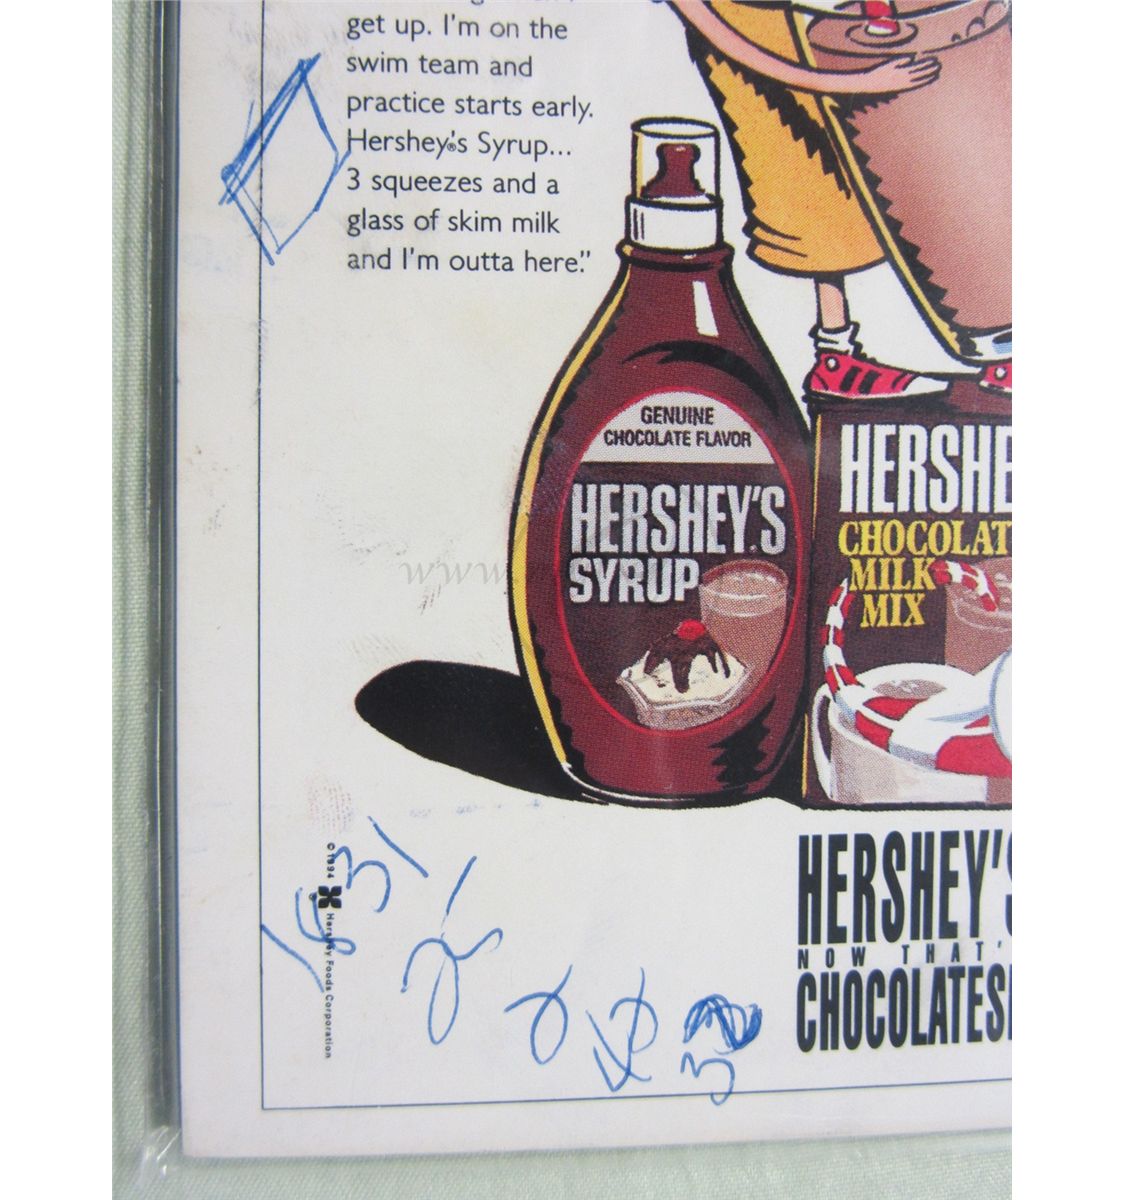 get up. I'm on the
swim team and
practice starts early.
Hershey's® Syrup...
3 squeezes and a
glass of skim milk
and I'm outta here."
GENUINE
CHOCOLATE FLAVOR
HERSHEY'S
SYRUP
HERSHE
CHOCOLAT
MILK
MIX
www.
© 1994 Hershey Foods Corporation
31
HERSHEY'S
NOW THAT'
CHOCOLATES